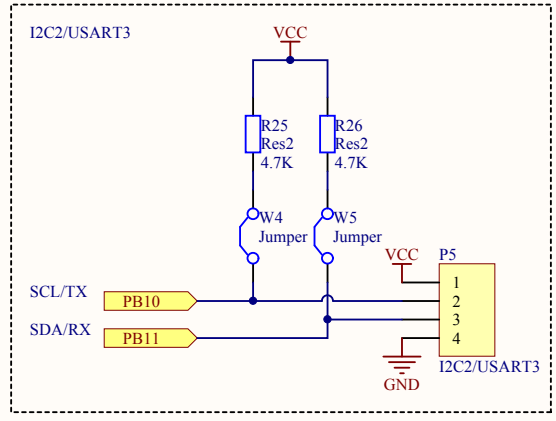 I2C2/USART3
VCC
R25
Res2
4.7K
R26
Res2
4.7K
W4
Jumper
W5
Jumper
VCC
P5
1
2
3
4
SCL/TX
PB10
SDA/RX
PB11
GND
I2C2/USART3